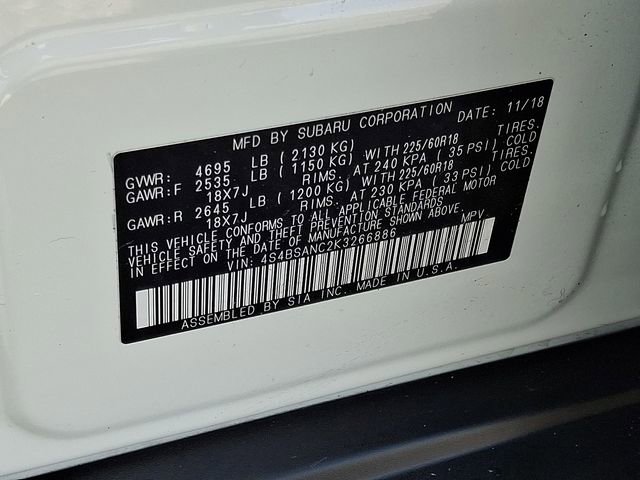 MFD BY SUBARU CORPORATION DATE: 11/18
GVWR: 4695 LB ( 2130 KG)
GAWR:F 2535 LB ( 1150 KG) WITH 225/60R18 TIRES.
18X7J RIMS. AT 240 KPA ( 35 PSI) COLD
GAWR:R 2645 LB ( 1200 KG) WITH 225/60R18 TIRES.
18X7J RIMS. AT 230 KPA ( 33 PSI) COLD
THIS VEHICLE CONFORMS TO ALL APPLICABLE FEDERAL MOTOR
VEHICLE SAFETY AND THEFT PREVENTION STANDARDS
IN EFFECT ON THE DATE OF MANUFACTURE SHOWN ABOVE.
VIN: 4S4BSANC2K3266886 MPV
ASSEMBLED BY SIA INC. MADE IN U.S.A.